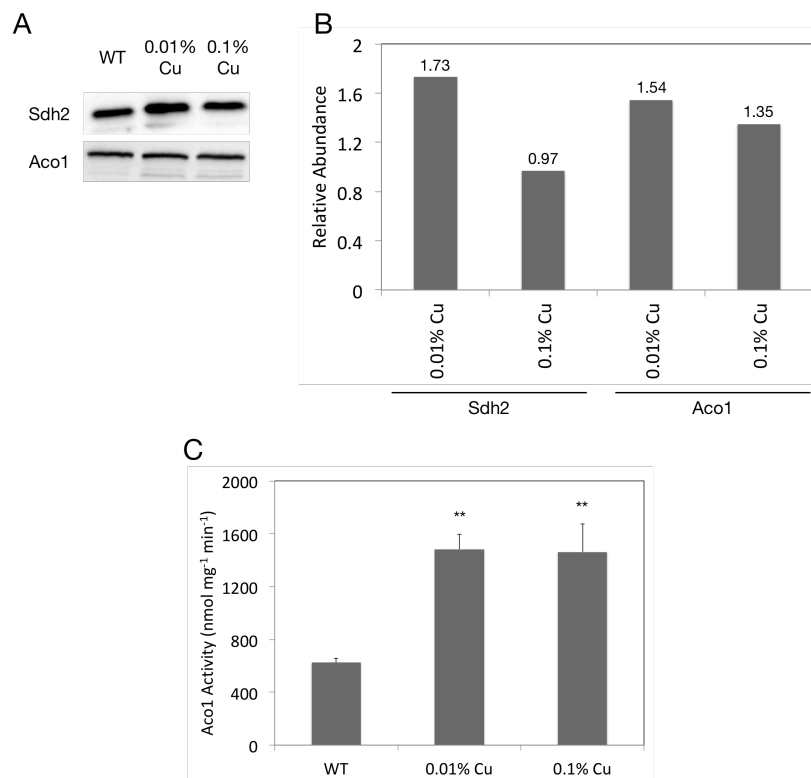 A
WT
0.01%
Cu
0.1%
Cu
Sdh2
Aco1
B
Relative Abundance
2
1.6
1.2
0.8
0.4
0
1.73
0.97
1.54
1.35
0.01% Cu
0.1% Cu
0.01% Cu
0.1% Cu
Sdh2
Aco1
C
Aco1 Activity (nmol mg⁻¹ min⁻¹)
2000
1600
1200
800
400
0
**
**
WT
0.01% Cu
0.1% Cu